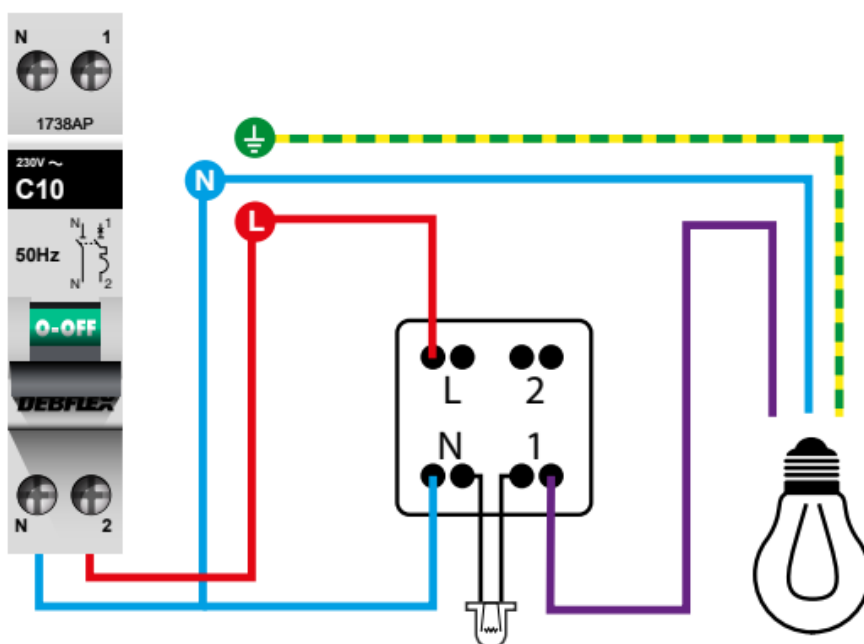 N 1
1738AP
230V ~
C10
N 1
50Hz
N 2
O-OFF
DEBFLEX
N 2
N
L
L 2
N 1